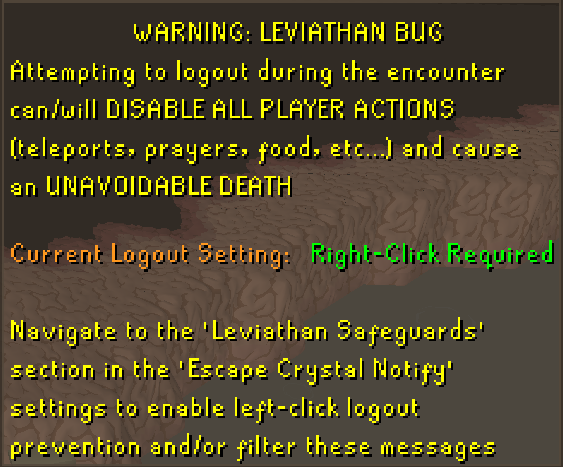 WARNING: LEVIATHAN BUG
Attempting to logout during the encounter
can/will DISABLE ALL PLAYER ACTIONS
(teleports, prayers, food, etc...) and cause
an UNAVOIDABLE DEATH
Current Logout Setting: Right-Click Required
Navigate to the 'Leviathan Safeguards'
section in the 'Escape Crystal Notify'
settings to enable left-click logout
prevention and/or filter these messages